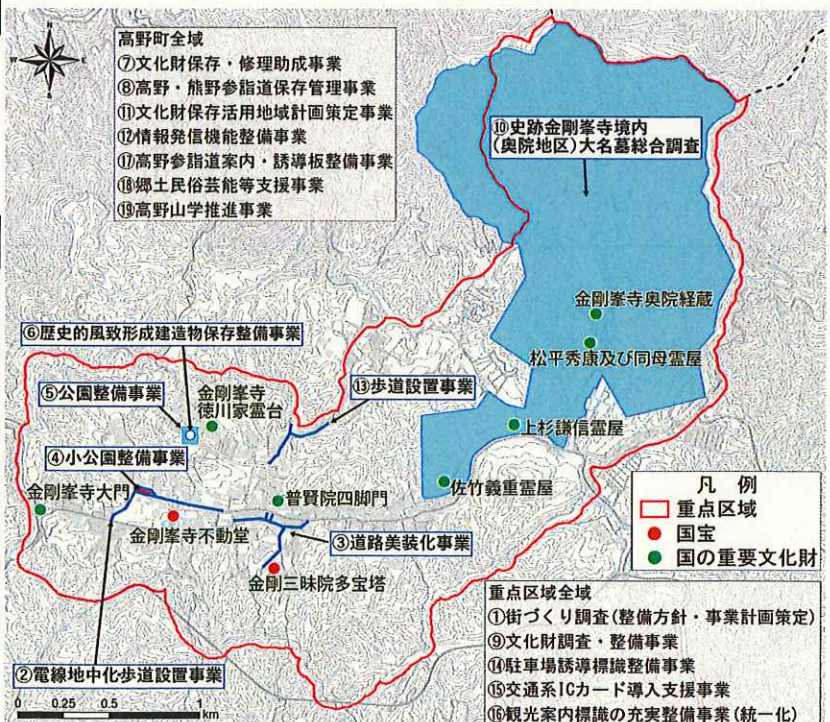 高野町全域
⑦文化財保存・修理助成事業
⑧高野・熊野参詣道保存管理事業
⑪文化財保存活用地域計画策定事業
⑫情報発信機能整備事業
⑰高野参詣道案内・誘導板整備事業
⑱郷土民俗芸能等支援事業
⑲高野山学推進事業
W
E
⑩史跡金剛峯寺境内
(奥院地区)大名墓総合調査
金剛峯寺奥院経蔵
松平秀康及び同母霊屋
⑥歴史的風致形成建造物保存整備事業
⑤公園整備事業
金剛峯寺
徳川家霊台
⑬歩道設置事業
上杉謙信霊屋
④小公園整備事業
佐竹義重霊屋
金剛峯寺大門
普賢院四脚門
金剛峯寺不動堂
③道路美装化事業
金剛三昧院多宝塔
②電線地中化歩道設置事業
0 0.25 0.5 1
km
凡 例
重点区域
国宝
国の重要文化財
重点区域全域
①街づくり調査(整備方針・事業計画策定)
⑨文化財調査・整備事業
⑭駐車場誘導標識整備事業
⑮交通系ICカード導入支援事業
⑯観光案内標識の充実整備事業(統一化)